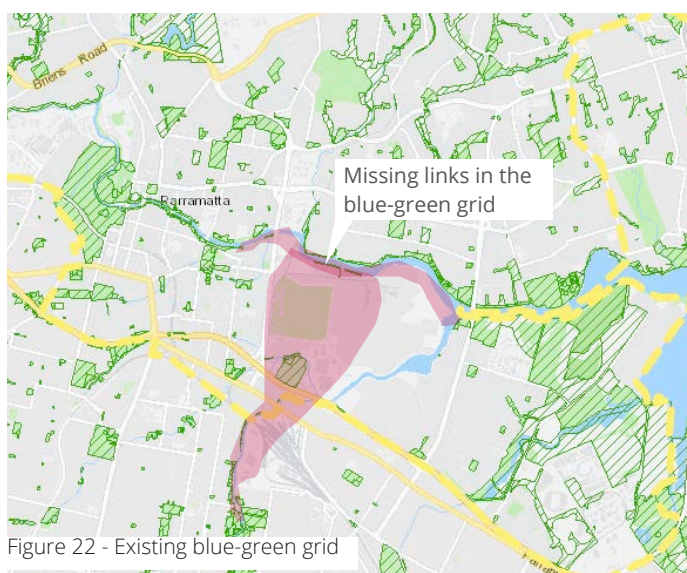 Briens Road
Missing links in the
blue-green grid
Parramatta
Figure 22 - Existing blue-green grid